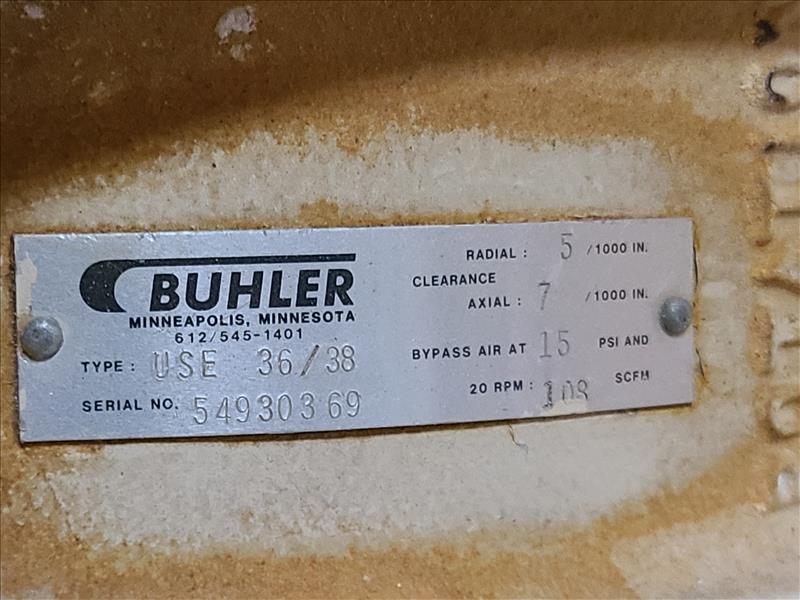 BUHLER
MINNEAPOLIS, MINNESOTA
612/545-1401
TYPE: USE 36/38
SERIAL NO. 54930369
RADIAL: 5 /1000 IN.
CLEARANCE
AXIAL: 7 /1000 IN.
BYPASS AIR AT 15 PSI AND
20 RPM: 108 SCFM